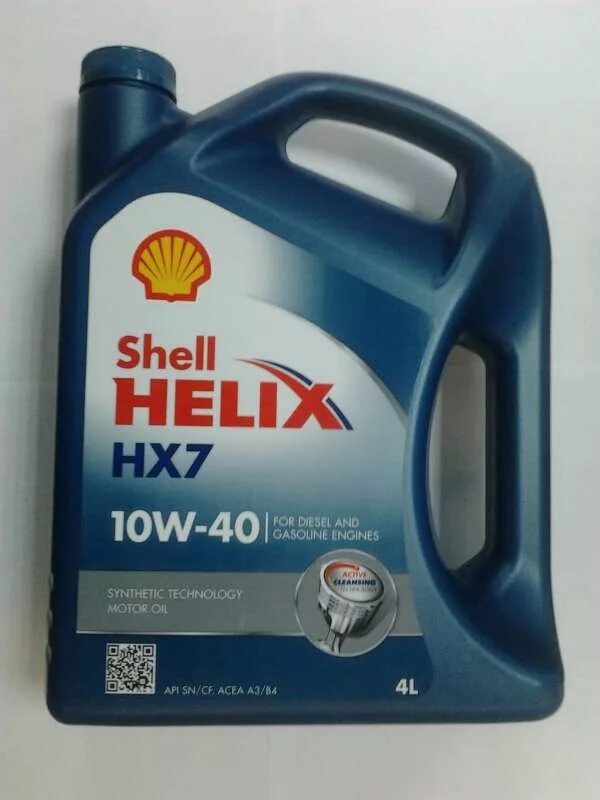 Shell
HELIX
HX7
10W-40
FOR DIESEL AND
GASOLINE ENGINES
SYNTHETIC TECHNOLOGY
MOTOR OIL
ACTIVE
CLEANSING
TECHNOLOGY
API SN/CF, ACEA A3/B4
4L